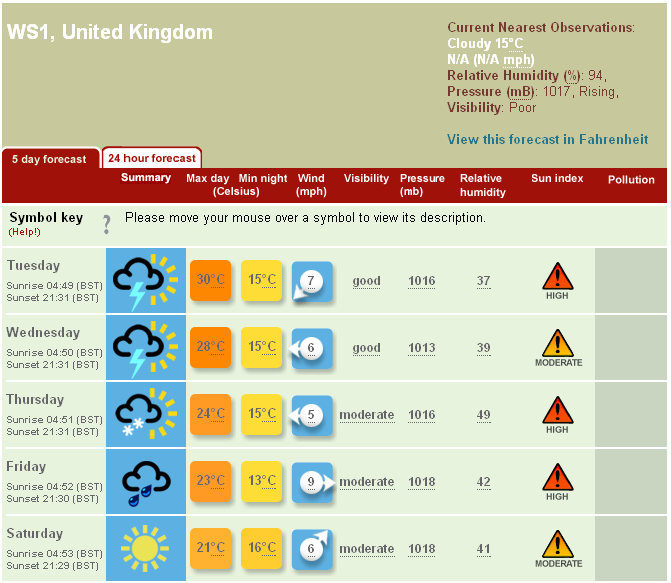 WS1, United Kingdom
Current Nearest Observations:
Cloudy 15°C
N/A (N/A mph)
Relative Humidity (%): 94,
Pressure (mB): 1017, Rising,
Visibility: Poor
View this forecast in Fahrenheit
5 day forecast
24 hour forecast
Summary Max day Min night (Celsius) Wind (mph) Visibility Pressure (mb) Relative humidity Sun index Pollution
Symbol key (Help!) ? Please move your mouse over a symbol to view its description.
Tuesday
Sunrise 04:49 (BST)
Sunset 21:31 (BST)
30°C 15°C 7 good 1016 37 HIGH
Wednesday
Sunrise 04:50 (BST)
Sunset 21:31 (BST)
28°C 15°C 6 good 1013 39 MODERATE
Thursday
Sunrise 04:51 (BST)
Sunset 21:31 (BST)
24°C 15°C 5 moderate 1016 49 HIGH
Friday
Sunrise 04:52 (BST)
Sunset 21:30 (BST)
23°C 13°C 9 moderate 1018 42 HIGH
Saturday
Sunrise 04:53 (BST)
Sunset 21:29 (BST)
21°C 16°C 6 moderate 1018 41 MODERATE